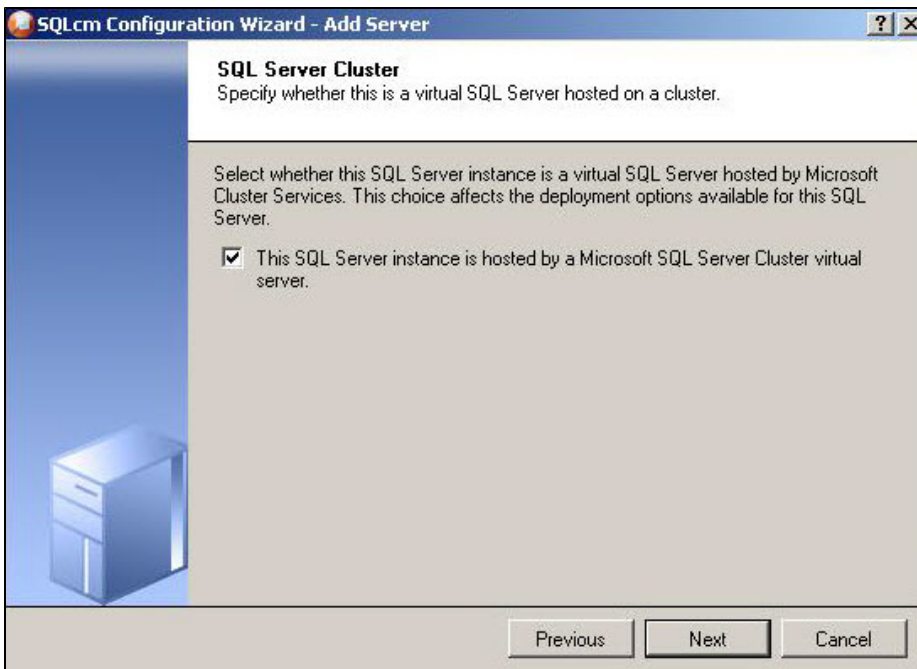 SQLcm Configuration Wizard - Add Server
SQL Server Cluster
Specify whether this is a virtual SQL Server hosted on a cluster.
Select whether this SQL Server instance is a virtual SQL Server hosted by Microsoft
Cluster Services. This choice affects the deployment options available for this SQL
Server.
This SQL Server instance is hosted by a Microsoft SQL Server Cluster virtual
server.
Previous Next Cancel